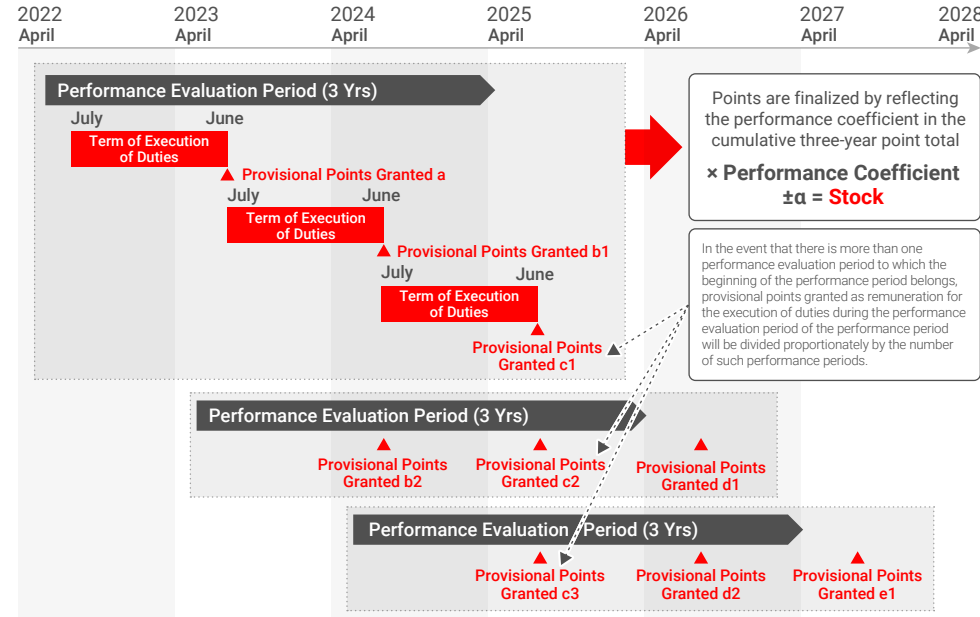 2022
April
2023
April
2024
April
2025
April
2026
April
2027
April
2028
April
Performance Evaluation Period (3 Yrs)
July
June
Term of Execution
of Duties
Provisional Points Granted a
July
June
Term of Execution
of Duties
Provisional Points Granted b1
July
June
Term of Execution
of Duties
Provisional Points
Granted c1
Points are finalized by reflecting
the performance coefficient in the
cumulative three-year point total
× Performance Coefficient
±α = Stock
In the event that there is more than one
performance evaluation period to which the
beginning of the performance period belongs,
provisional points granted as remuneration for
the execution of duties during the performance
evaluation period of the performance period
will be divided proportionately by the number
of such performance periods.
Performance Evaluation Period (3 Yrs)
Provisional Points
Granted b2
Provisional Points
Granted c2
Provisional Points
Granted d1
Performance Evaluation Period (3 Yrs)
Provisional Points
Granted c3
Provisional Points
Granted d2
Provisional Points
Granted e1